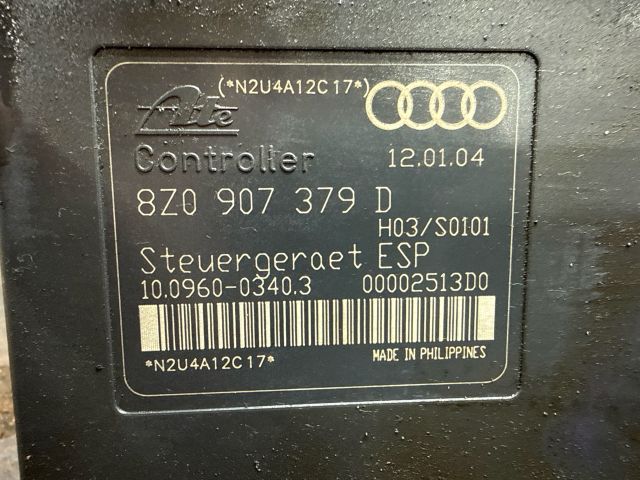 (*N2U4A12C17*)
Ate
Controller 12.01.04
8Z0 907 379 D
H03/S0101
Steuergeraet ESP
10.0960-0340.3 00002513D0
*N2U4A12C17* MADE IN PHILIPPINES